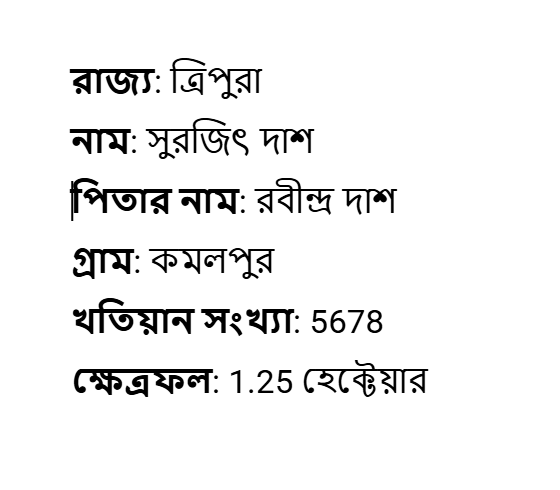 রাজ্য: ত্রিপুরা
নাম: সুরজিৎ দাশ
পিতার নাম: রবীন্দ্র দাশ
গ্রাম: কমলপুর
খতিয়ান সংখ্যা: 5678
ক্ষেত্রফল: 1.25 হেক্টেয়ার